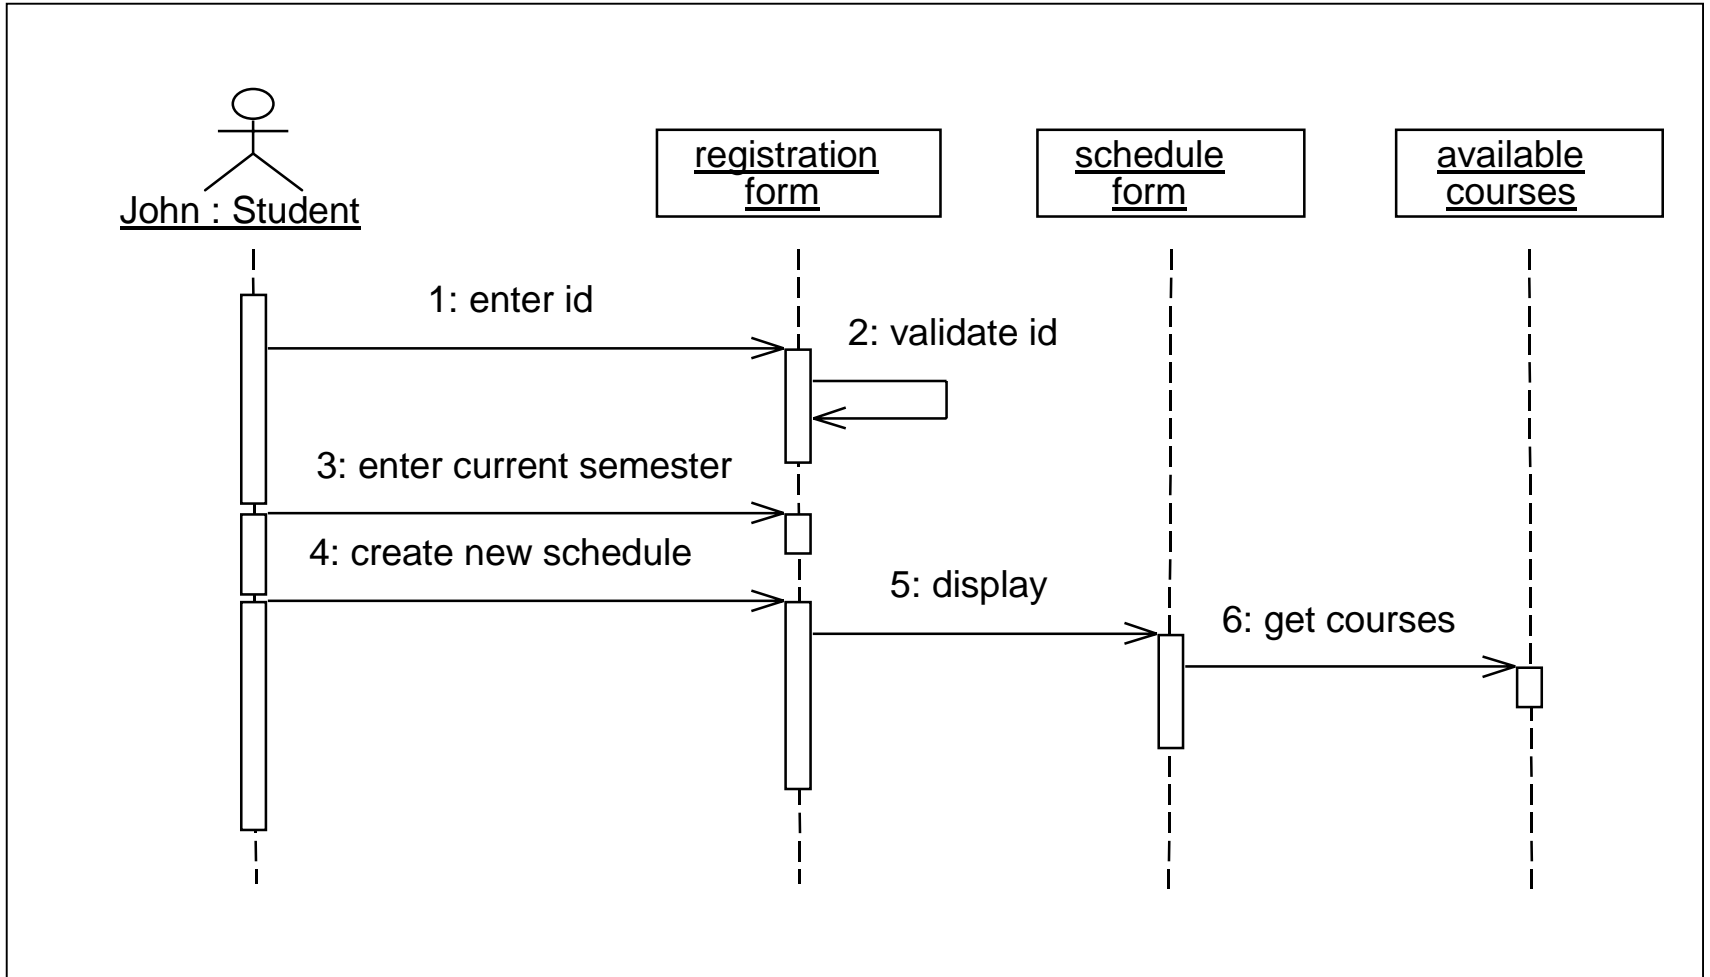 John : Student
registration
form
schedule
form
available
courses
1: enter id
2: validate id
3: enter current semester
4: create new schedule
5: display
6: get courses